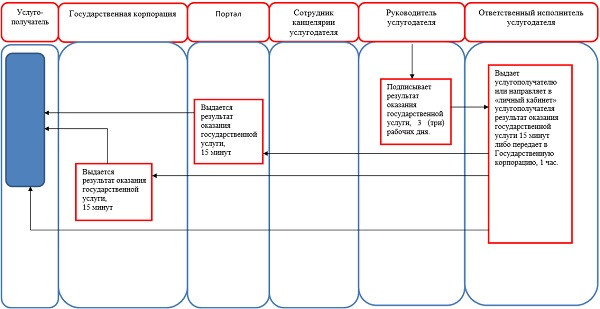 Услуго-
получатель
Государственная корпорация
Портал
Сотрудник
канцелярии
услугодателя
Руководитель
услугодателя
Ответственный исполнитель
услугодателя
Подписывает
результат
оказания
государственной
услуги, 3 (три)
рабочих дня.
Выдает
услугополучателю
или направляет в
«личный кабинет»
услугополучателя
результат оказания
государственной
услуги 15 минут
либо передает в
Государственную
корпорацию, 1 час.
Выдается
результат
оказания
государственной
услуги,
15 минут
Выдается
результат оказания
государственной
услуги,
15 минут